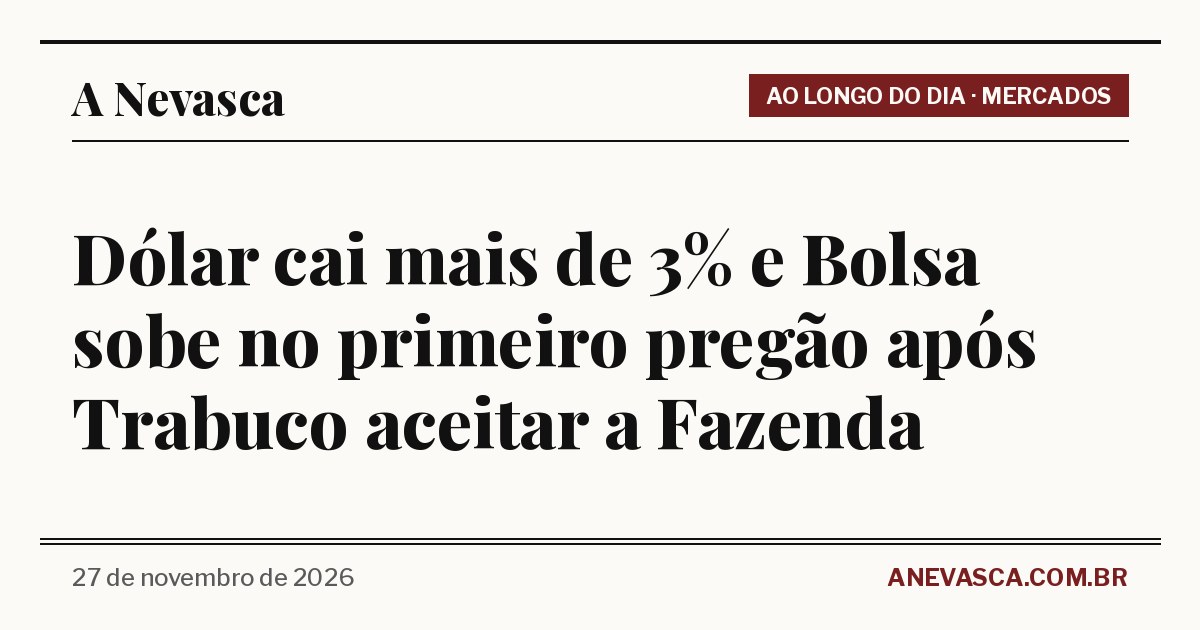 A Nevasca
AO LONGO DO DIA · MERCADOS
Dólar cai mais de 3% e Bolsa
sobe no primeiro pregão após
Trabuco aceitar a Fazenda
27 de novembro de 2026
ANEVASCA.COM.BR